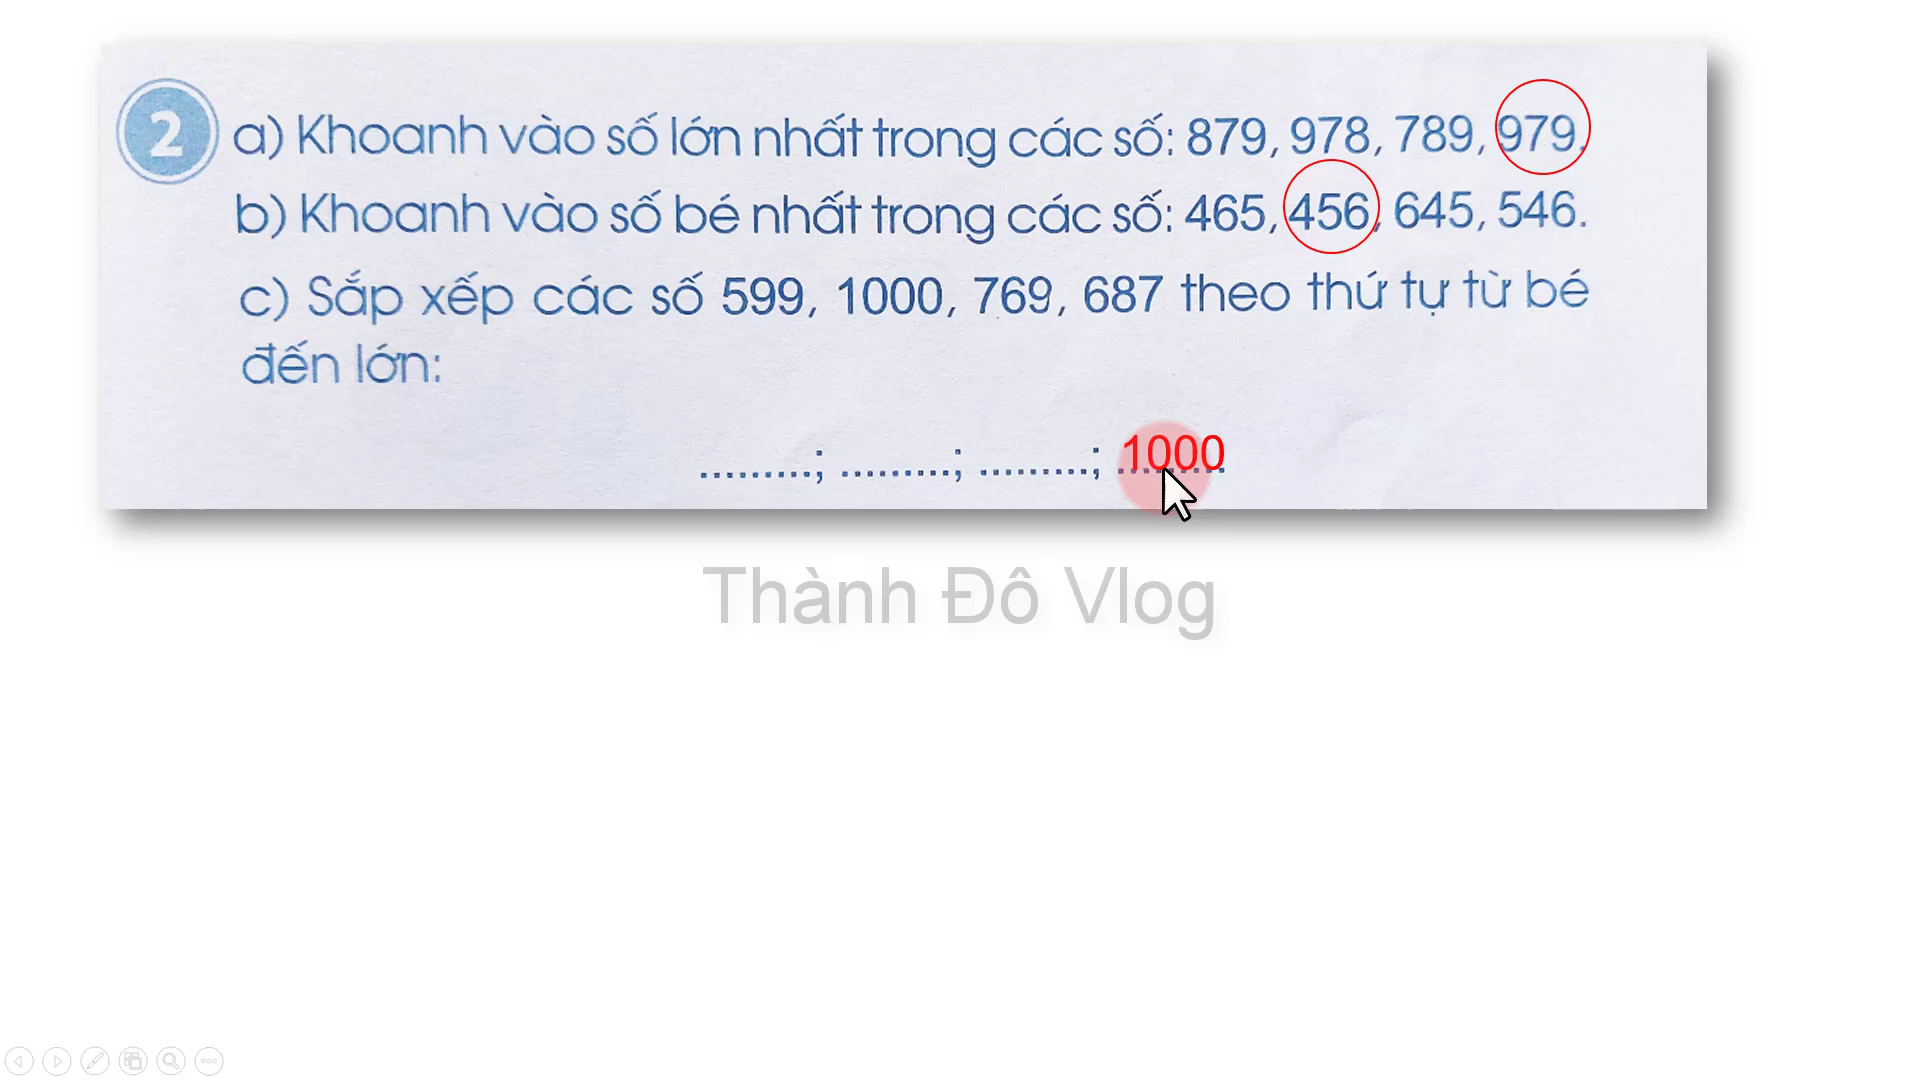 2 a) Khoanh vào số lớn nhất trong các số: 879, 978, 789, 979.
b) Khoanh vào số bé nhất trong các số: 465, 456, 645, 546.
c) Sắp xếp các số 599, 1000, 769, 687 theo thứ tự từ bé
đến lớn:
..........; ..........; ..........; 1000
Thành Đô Vlog